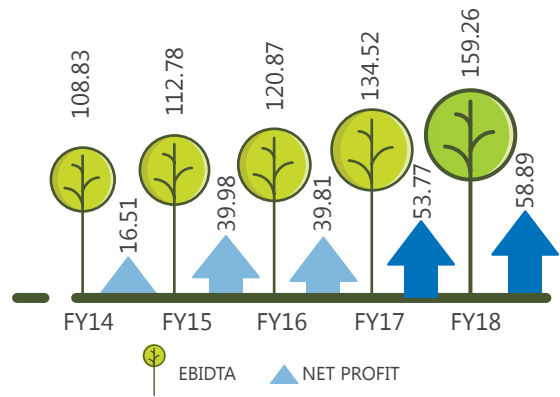 108.83
16.51
112.78
39.98
120.87
39.81
134.52
53.77
159.26
58.89
FY14
FY15
FY16
FY17
FY18
EBIDTA
NET PROFIT